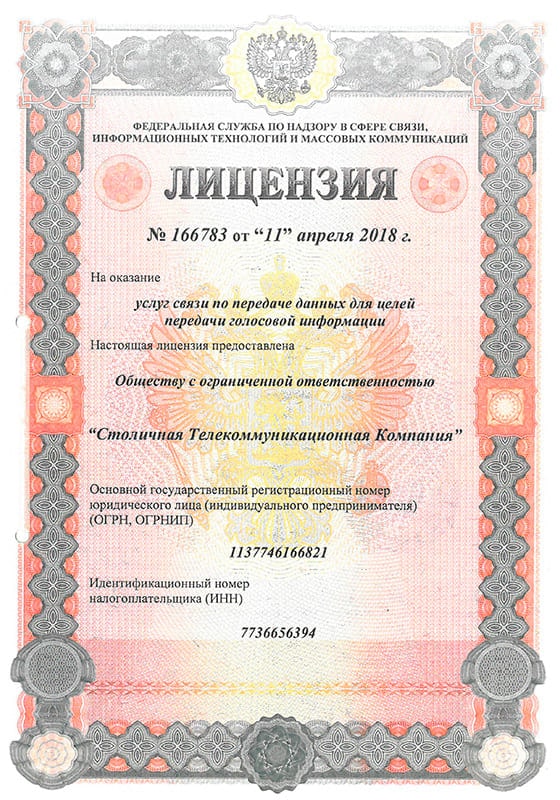 ФЕДЕРАЛЬНАЯ СЛУЖБА ПО НАДЗОРУ В СФЕРЕ СВЯЗИ,
ИНФОРМАЦИОННЫХ ТЕХНОЛОГИЙ И МАССОВЫХ КОММУНИКАЦИЙ
ЛИЦЕНЗИЯ
№ 166783 от “11” апреля 2018 г.
На оказание
услуг связи по передаче данных для целей
передачи голосовой информации
Настоящая лицензия предоставлена
Обществу с ограниченной ответственностью
“Столичная Телекоммуникационная Компания”
Основной государственный регистрационный номер
юридического лица (индивидуального предпринимателя)
(ОГРН, ОГРНИП)
1137746166821
Идентификационный номер
налогоплательщика (ИНН)
7736656394